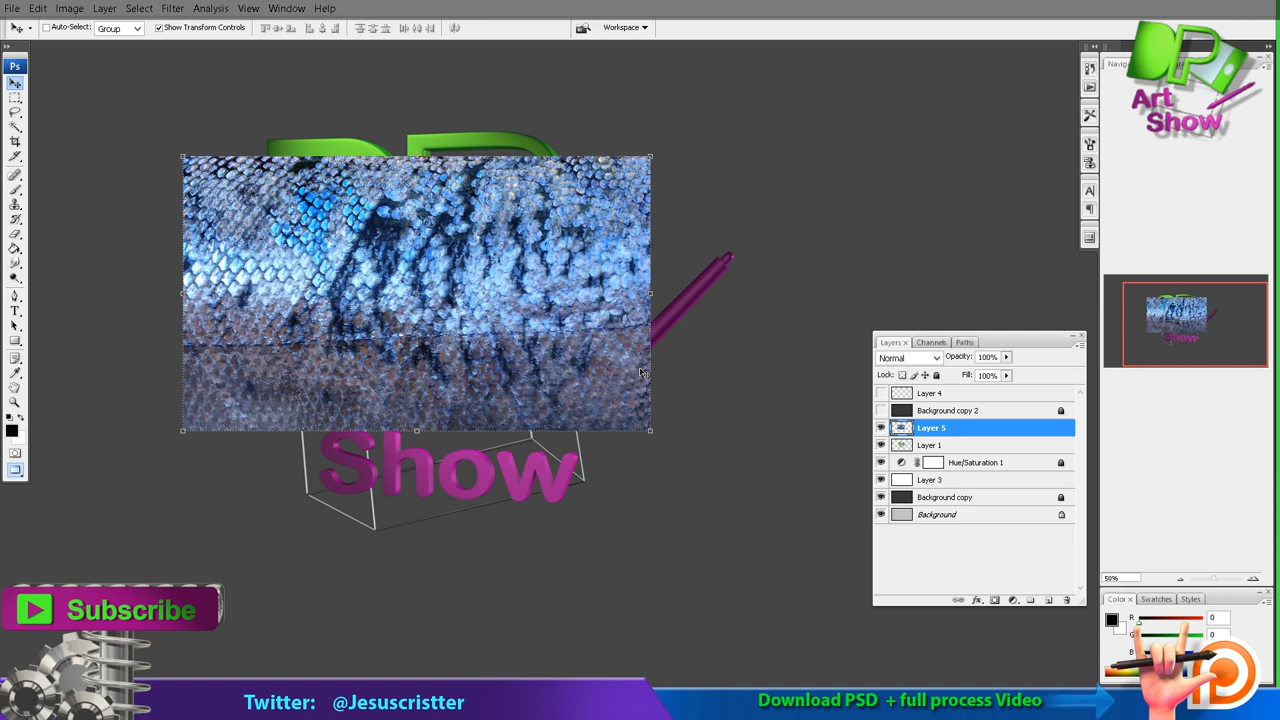 File Edit Image Layer Select Filter Analysis View Window Help
Auto-Select: Group Show Transform Controls Workspace
Ps
Art
Show
Show
Layers Channels Paths
Normal Opacity: 100%
Lock: Fill: 100%
Layer 4
Background copy 2
Layer 5
Layer 1
Hue/Saturation 1
Layer 3
Background copy
Background
50%
Color Swatches Styles
R 0
G 0
B
Subscribe
Twitter: @Jesuscristter
Download PSD + full process Video